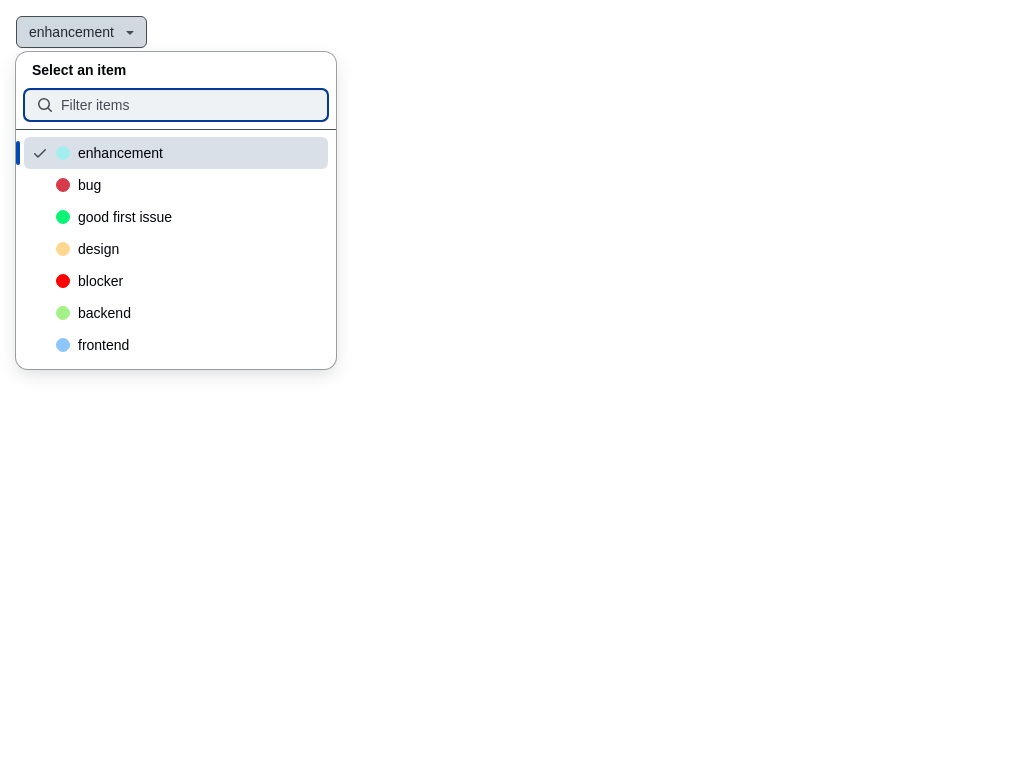 enhancement
Select an item
Filter items
enhancement
bug
good first issue
design
blocker
backend
frontend